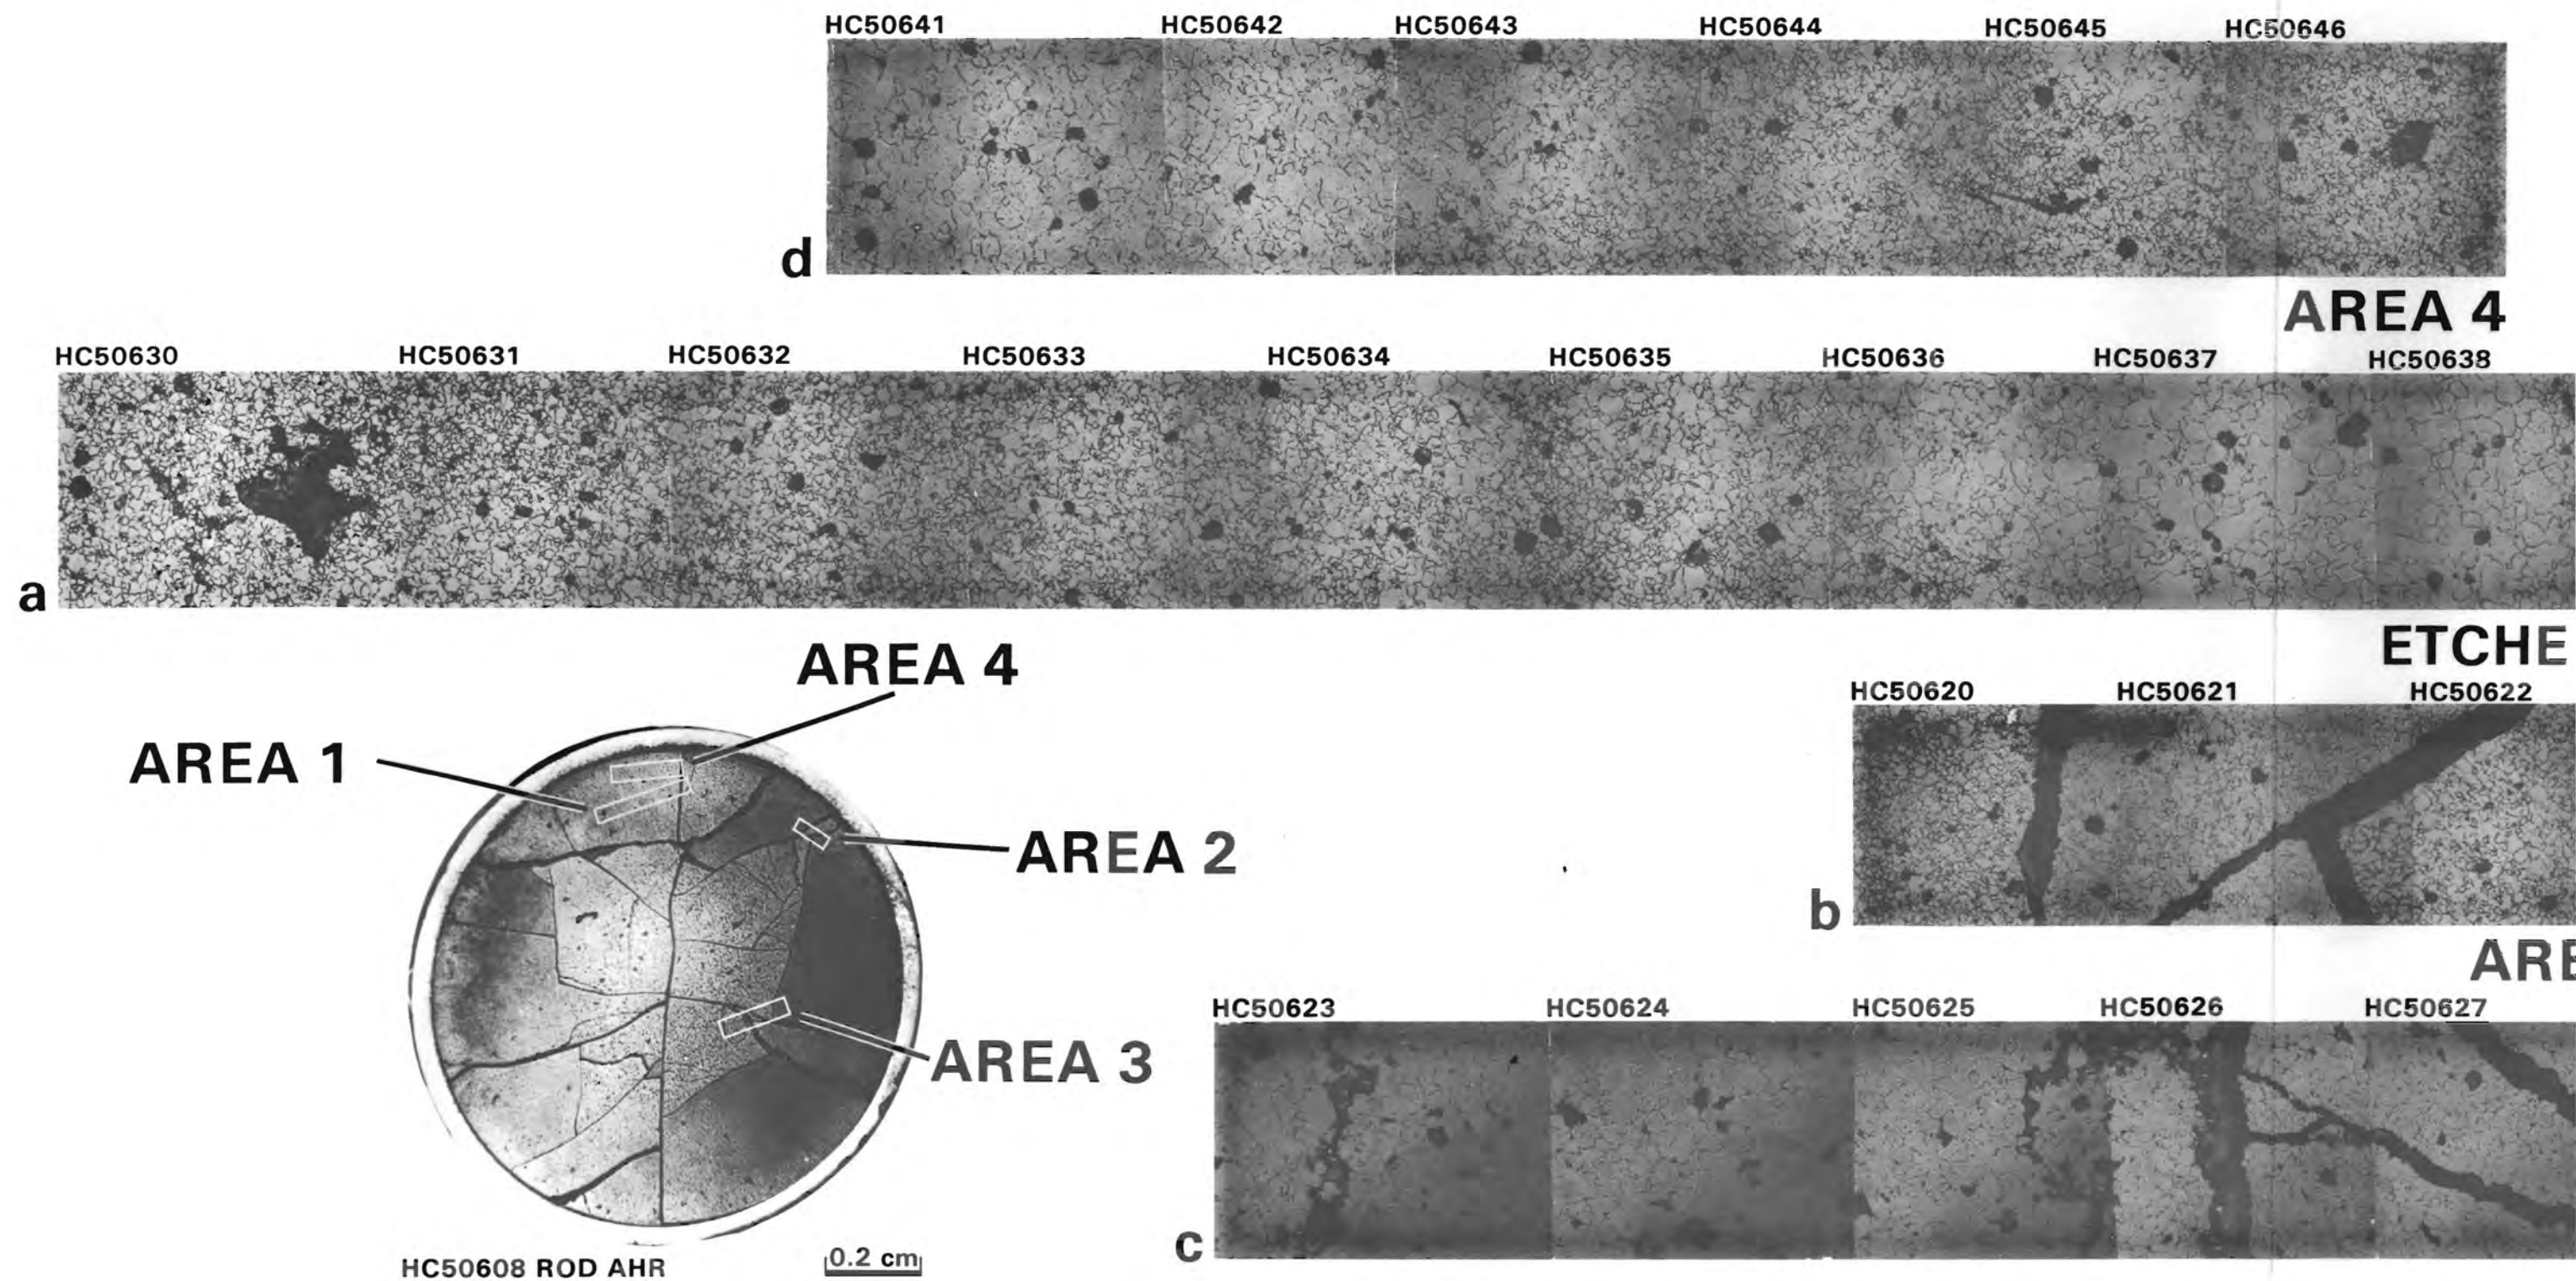 HC50641 HC50642 HC50643 HC50644 HC50645 HC50646
d
AREA 4
HC50630 HC50631 HC50632 HC50633 HC50634 HC50635 HC50636 HC50637 HC50638
a
ETCHE
AREA 4
AREA 1
AREA 2
AREA 3
HC50608 ROD AHR
0.2 cm
HC50620 HC50621 HC50622
b
ARE
HC50623 HC50624 HC50625 HC50626 HC50627
c